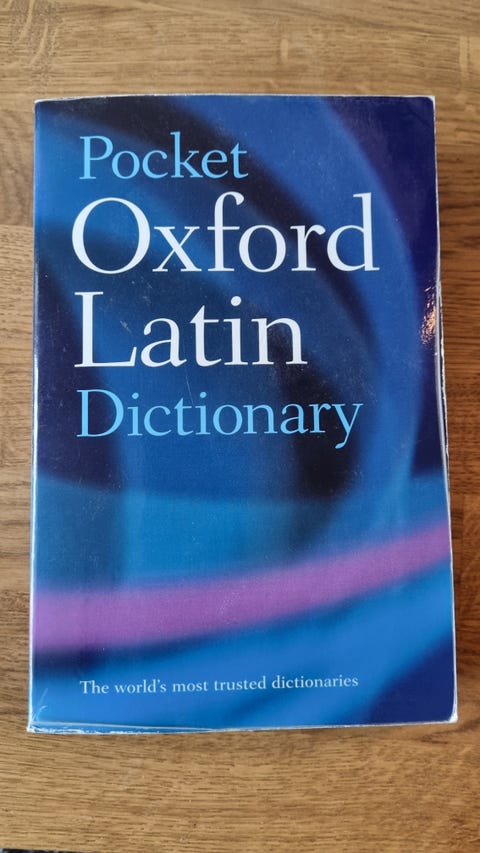 Pocket
Oxford
Latin
Dictionary
The world's most trusted dictionaries